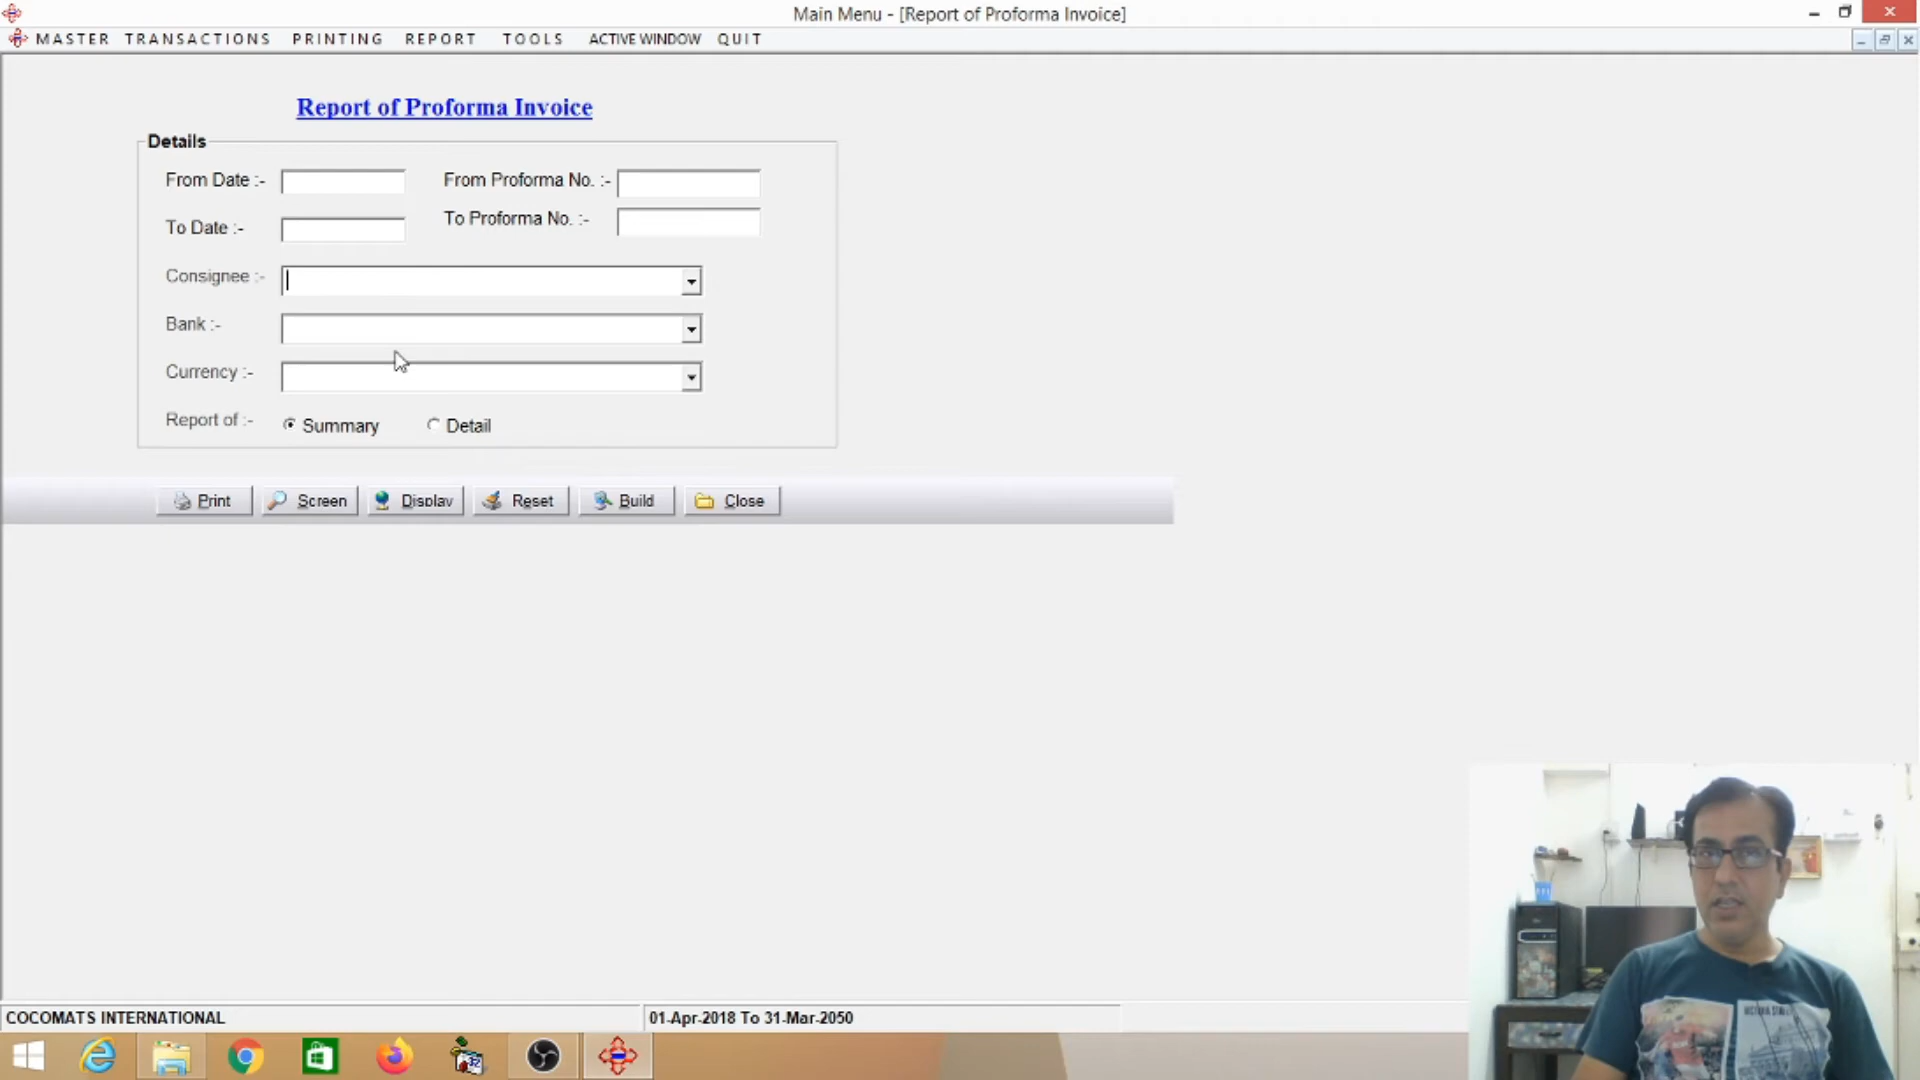 Main Menu - [Report of Proforma Invoice]
MASTER TRANSACTIONS PRINTING REPORT TOOLS ACTIVE WINDOW QUIT
Report of Proforma Invoice
Details
From Date :- From Proforma No. :-
To Date :- To Proforma No. :-
Consignee :-
Bank :-
Currency :-
Report of :- Summary Detail
Print Screen Display Reset Build Close
COCOMATS INTERNATIONAL 01-Apr-2018 To 31-Mar-2050